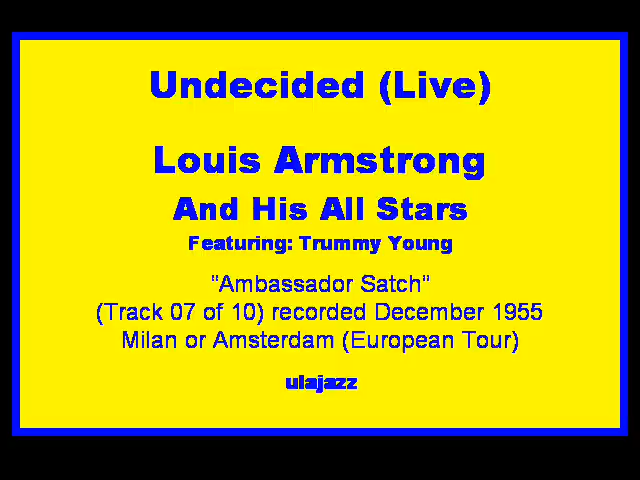 Undecided (Live)
Louis Armstrong
And His All Stars
Featuring: Trummy Young
"Ambassador Satch"
(Track 07 of 10) recorded December 1955
Milan or Amsterdam (European Tour)
ulajazz